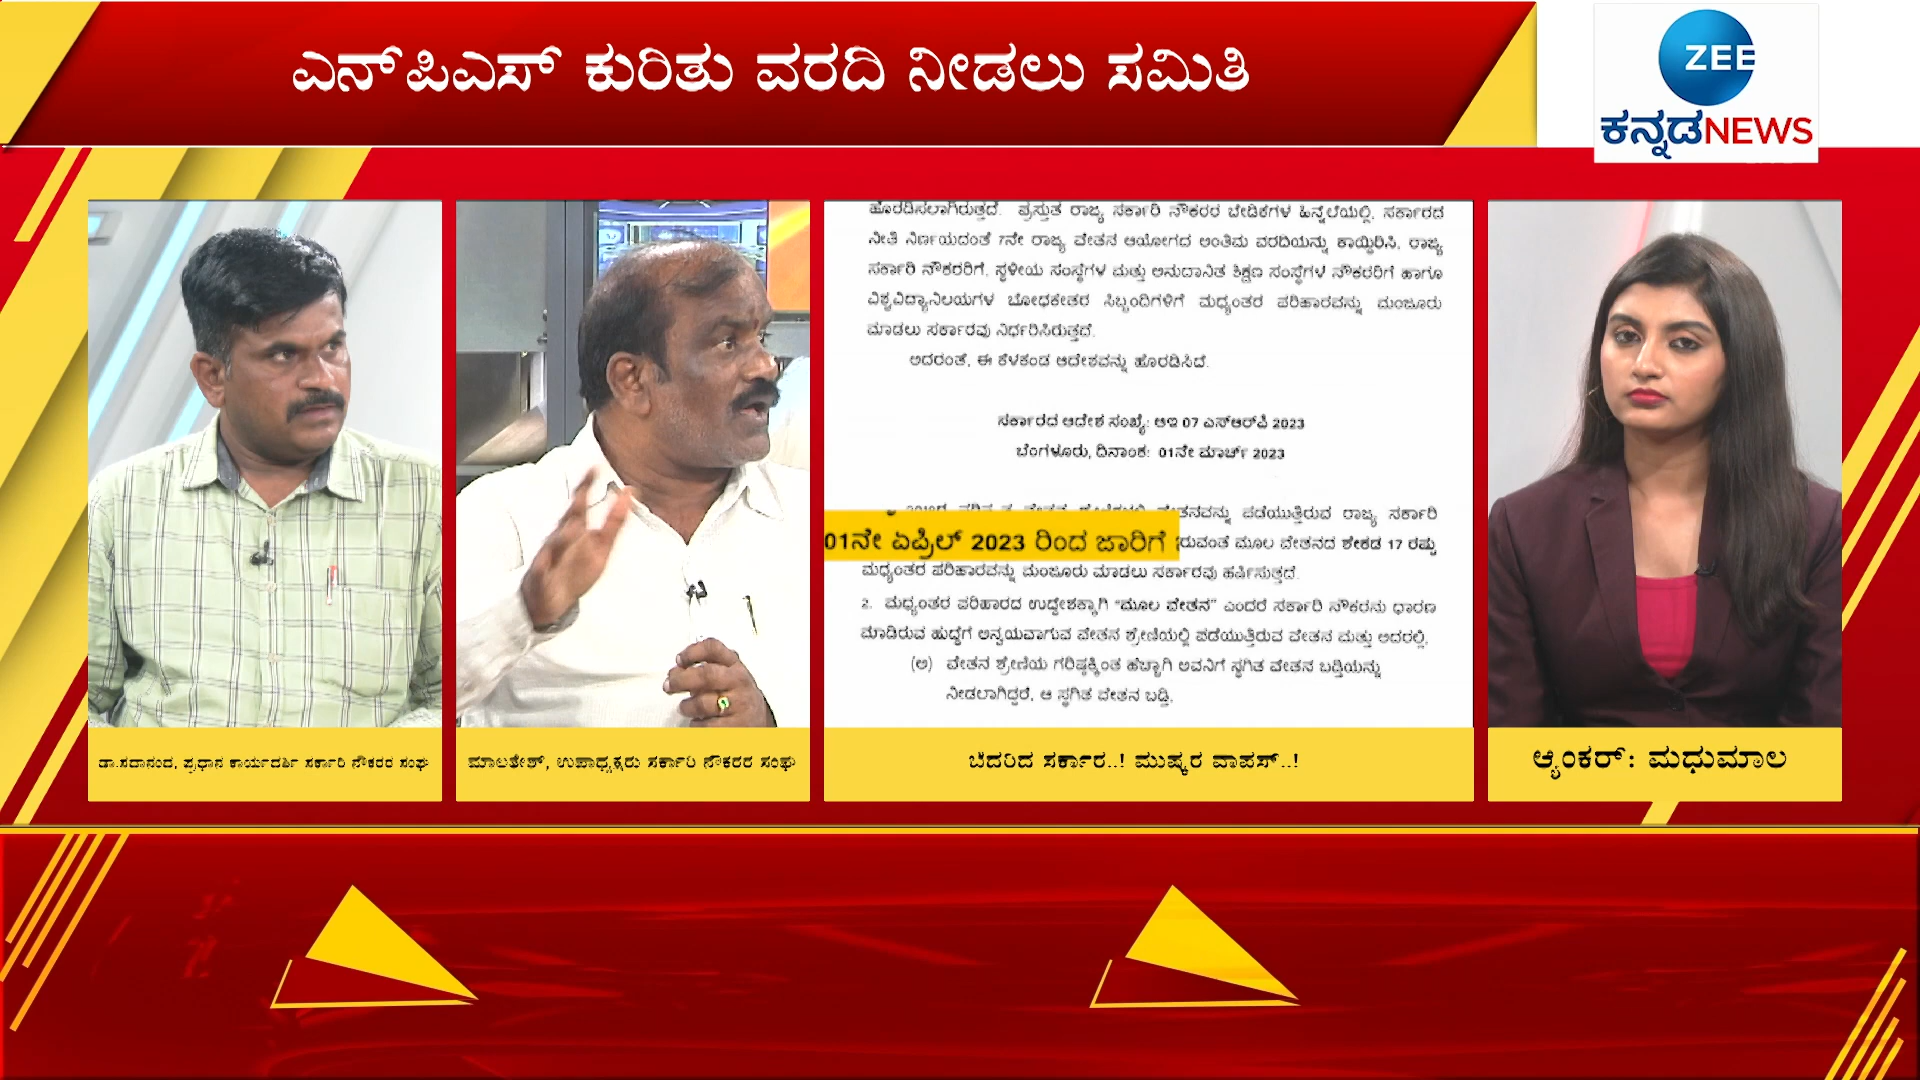 ಎನ್‌ಪಿಎಸ್ ಕುರಿತು ವರದಿ ನೀಡಲು ಸಮಿತಿ
ZEE
ಕನ್ನಡNEWS
ಹೊರಡಿಸಲಾಗಿರುತ್ತದೆ. ಪ್ರಸ್ತುತ ರಾಜ್ಯ ಸರ್ಕಾರಿ ನೌಕರರ ಬೇಡಿಕೆಗಳ ಹಿನ್ನೆಲೆಯಲ್ಲಿ, ಸರ್ಕಾರದ
ನೀತಿ ನಿರ್ಣಯದಂತೆ 7ನೇ ರಾಜ್ಯ ವೇತನ ಆಯೋಗದ ಅಂತಿಮ ವರದಿಯನ್ನು ಕಾಯ್ದಿರಿಸಿ, ರಾಜ್ಯ
ಸರ್ಕಾರಿ ನೌಕರರಿಗೆ, ಸ್ಥಳೀಯ ಸಂಸ್ಥೆಗಳ ಮತ್ತು ಅನುದಾನಿತ ಶಿಕ್ಷಣ ಸಂಸ್ಥೆಗಳ ನೌಕರರಿಗೆ ಹಾಗೂ
ವಿಶ್ವವಿದ್ಯಾನಿಲಯಗಳ ಬೋಧಕೇತರ ಸಿಬ್ಬಂದಿಗಳಿಗೆ ಮಧ್ಯಂತರ ಪರಿಹಾರವನ್ನು ಮಂಜೂರು
ಮಾಡಲು ಸರ್ಕಾರವು ನಿರ್ಧರಿಸಿರುತ್ತದೆ.
ಅದರಂತೆ, ಈ ಕೆಳಕಂಡ ಆದೇಶವನ್ನು ಹೊರಡಿಸಿದೆ.
ಸರ್ಕಾರದ ಆದೇಶ ಸಂಖ್ಯೆ: ಆಇ 07 ಎಸ್ಆರ್‌ಪಿ 2023
ಬೆಂಗಳೂರು, ದಿನಾಂಕ: 01ನೇ ಮಾರ್ಚ್ 2023
ಪಡೆಯುತ್ತಿರುವ ರಾಜ್ಯ ಸರ್ಕಾರಿ
01ನೇ ಏಪ್ರಿಲ್ 2023 ರಿಂದ ಜಾರಿಗೆ ಬರುವಂತೆ ಮೂಲ ವೇತನದ ಶೇಕಡ 17 ರಷ್ಟು
ಮಧ್ಯಂತರ ಪರಿಹಾರವನ್ನು ಮಂಜೂರು ಮಾಡಲು ಸರ್ಕಾರವು ಹರ್ಷಿಸುತ್ತದೆ.
2. ಮಧ್ಯಂತರ ಪರಿಹಾರದ ಉದ್ದೇಶಕ್ಕಾಗಿ "ಮೂಲ ವೇತನ" ಎಂದರೆ ಸರ್ಕಾರಿ ನೌಕರನು ಧಾರಣ
ಮಾಡಿರುವ ಹುದ್ದೆಗೆ ಅನ್ವಯವಾಗುವ ವೇತನ ಶ್ರೇಣಿಯಲ್ಲಿ ಪಡೆಯುತ್ತಿರುವ ವೇತನ ಮತ್ತು ಅದರಲ್ಲಿ,
(ಅ) ವೇತನ ಶ್ರೇಣಿಯ ಗರಿಷ್ಠಕ್ಕಿಂತ ಹೆಚ್ಚಾಗಿ ಅವನಿಗೆ ಸ್ಥಗಿತ ವೇತನ ಬಡ್ತಿಯನ್ನು
ನೀಡಲಾಗಿದ್ದರೆ, ಆ ಸ್ಥಗಿತ ವೇತನ ಬಡ್ತಿ,
ಡಾ.ಸದಾನಂದ, ಪ್ರಧಾನ ಕಾರ್ಯದರ್ಶಿ ಸರ್ಕಾರಿ ನೌಕರರ ಸಂಘ
ಮಾಲತೇಶ್, ಉಪಾಧ್ಯಕ್ಷರು ಸರ್ಕಾರಿ ನೌಕರರ ಸಂಘ
ಬೆದರಿದ ಸರ್ಕಾರ..! ಮುಷ್ಕರ ವಾಪಸ್..!
ಆ್ಯಂಕರ್: ಮಧುಮಾಲ